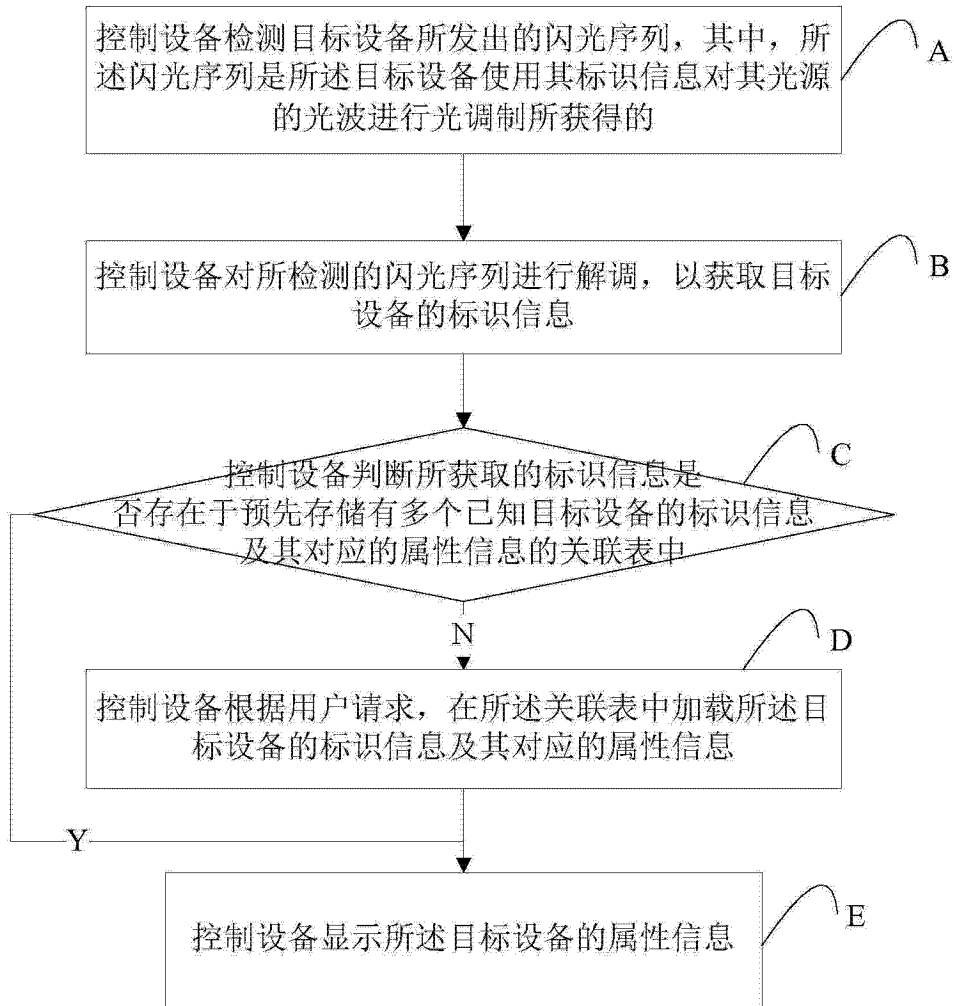 控制设备检测目标设备所发出的闪光序列，其中，所
述闪光序列是所述目标设备使用其标识信息对其光源
的光波进行光调制所获得的
A
控制设备对所检测的闪光序列进行解调，以获取目标
设备的标识信息
B
控制设备判断所获取的标识信息是
否存在于预先存储有多个已知目标设备的标识信息
及其对应的属性信息的关联表中
C
N
D
控制设备根据用户请求，在所述关联表中加载所述目
标设备的标识信息及其对应的属性信息
Y
控制设备显示所述目标设备的属性信息
E